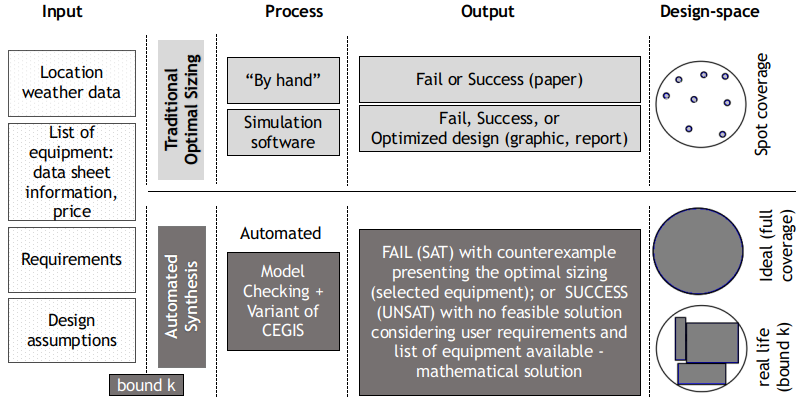 Input
Process
Output
Design-space
Location
weather data
List of
equipment:
data sheet
information,
price
Requirements
Design
assumptions
bound k
Traditional
Optimal Sizing
“By hand”
Simulation
software
Fail or Success (paper)
Fail, Success, or
Optimized design (graphic, report)
Spot coverage
Automated
Synthesis
Automated
Model
Checking +
Variant of
CEGIS
FAIL (SAT) with counterexample
presenting the optimal sizing
(selected equipment); or SUCCESS
(UNSAT) with no feasible solution
considering user requirements and
list of equipment available -
mathematical solution
Ideal (full
coverage)
real life
(bound k)